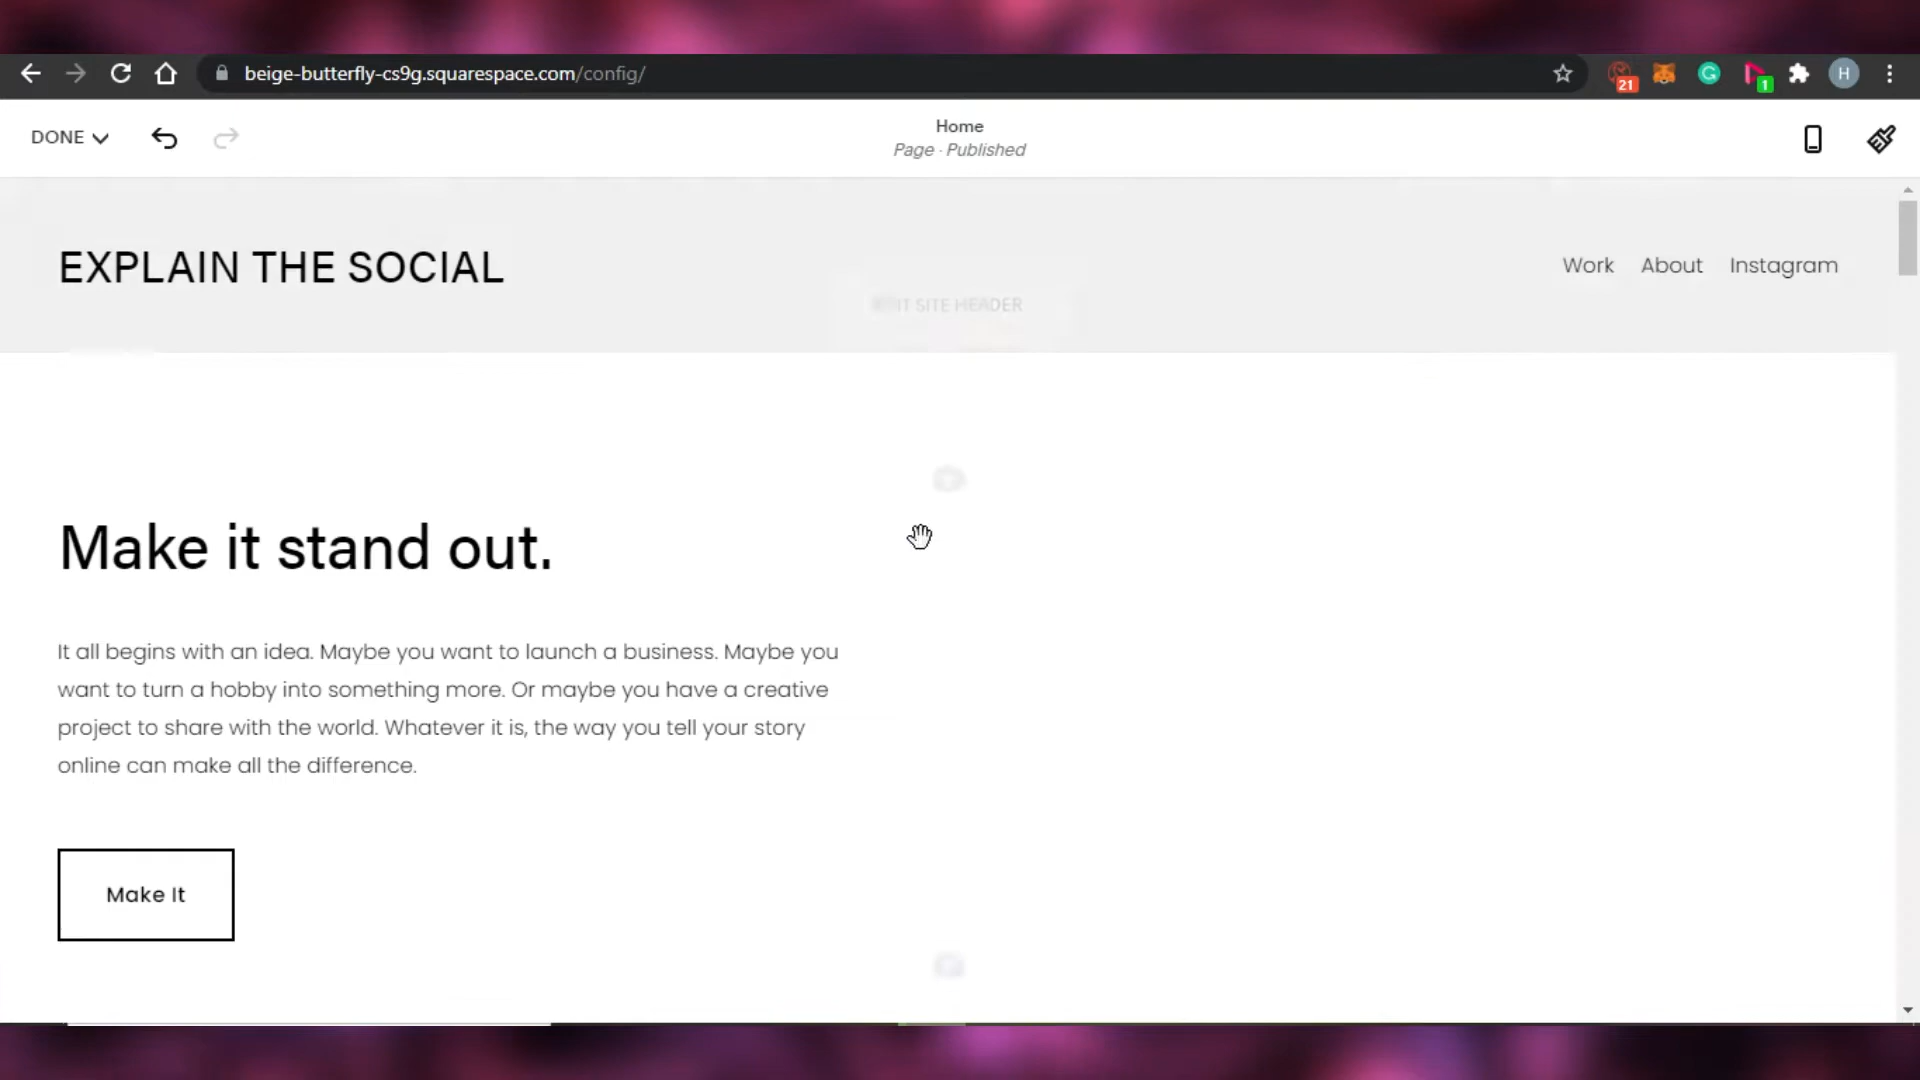 beige-butterfly-cs9g.squarespace.com/config/
21
1
H
DONE
Home
Page · Published
EXPLAIN THE SOCIAL
Work About Instagram
SITE HEADER
Make it stand out.
It all begins with an idea. Maybe you want to launch a business. Maybe you
want to turn a hobby into something more. Or maybe you have a creative
project to share with the world. Whatever it is, the way you tell your story
online can make all the difference.
Make It